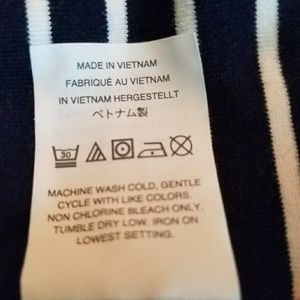 MADE IN VIETNAM
FABRIQUÉ AU VIETNAM
IN VIETNAM HERGESTELLT
ベトナム製
30
MACHINE WASH COLD, GENTLE
CYCLE WITH LIKE COLORS.
NON CHLORINE BLEACH ONLY.
TUMBLE DRY LOW. IRON ON
LOWEST SETTING.